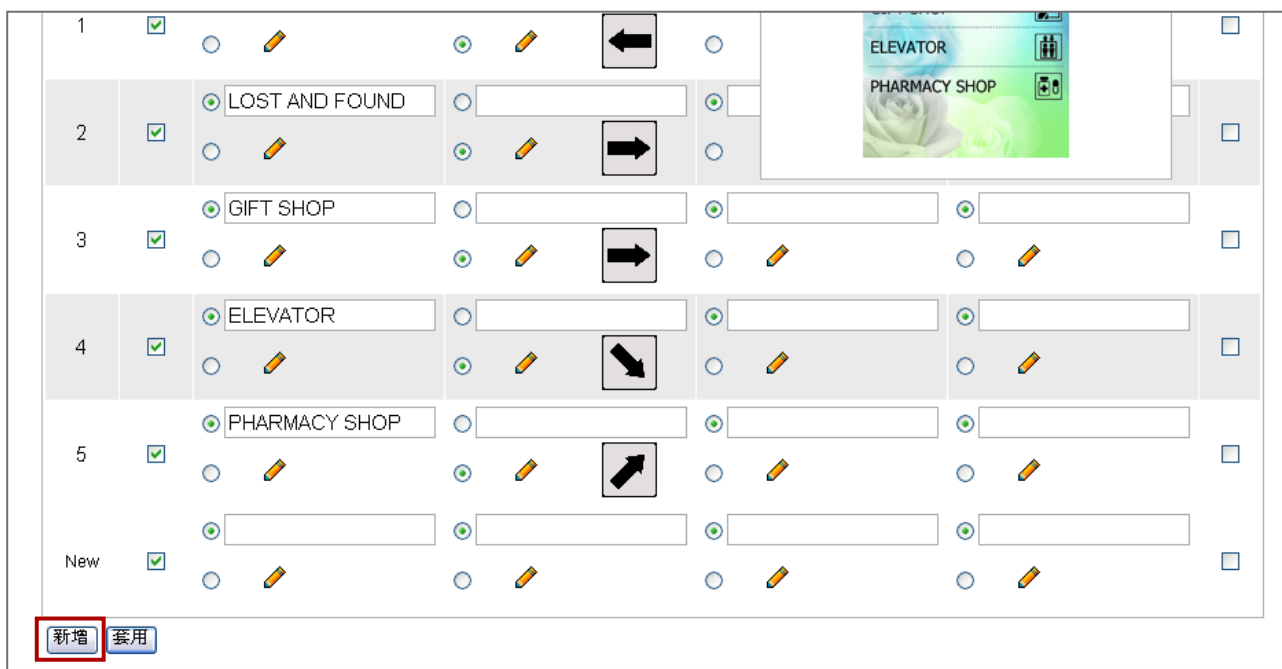 1
ELEVATOR
PHARMACY SHOP
2
LOST AND FOUND
3
GIFT SHOP
4
ELEVATOR
5
PHARMACY SHOP
New
新增
套用